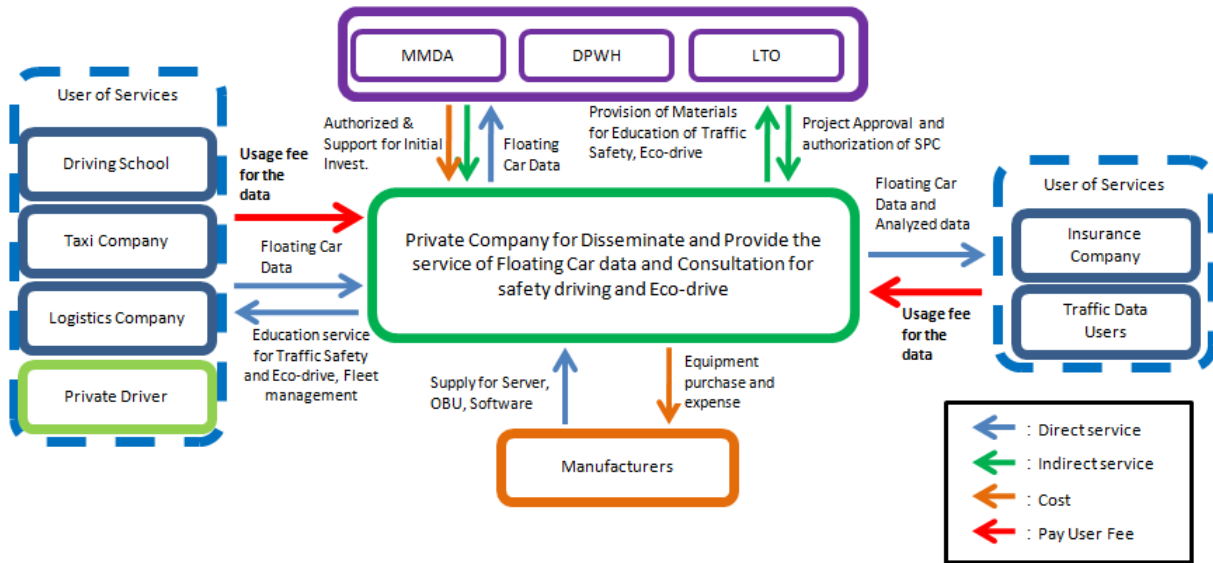 MMDA
DPWH
LTO
User of Services
Driving School
Taxi Company
Logistics Company
Private Driver
Usage fee
for the
data
Floating Car
Data
Education service
for Traffic Safety
and Eco-drive, Fleet
management
Authorized &
Support for Initial
Invest.
Floating
Car Data
Provision of Materials
for Education of Traffic
Safety, Eco-drive
Project Approval and
authorization of SPC
Private Company for Disseminate and Provide the
service of Floating Car data and Consultation for
safety driving and Eco-drive
Floating Car
Data and
Analyzed data
Usage fee
for the
data
User of Services
Insurance
Company
Traffic Data
Users
Supply for Server,
OBU, Software
Equipment
purchase and
expense
Manufacturers
: Direct service
: Indirect service
: Cost
: Pay User Fee